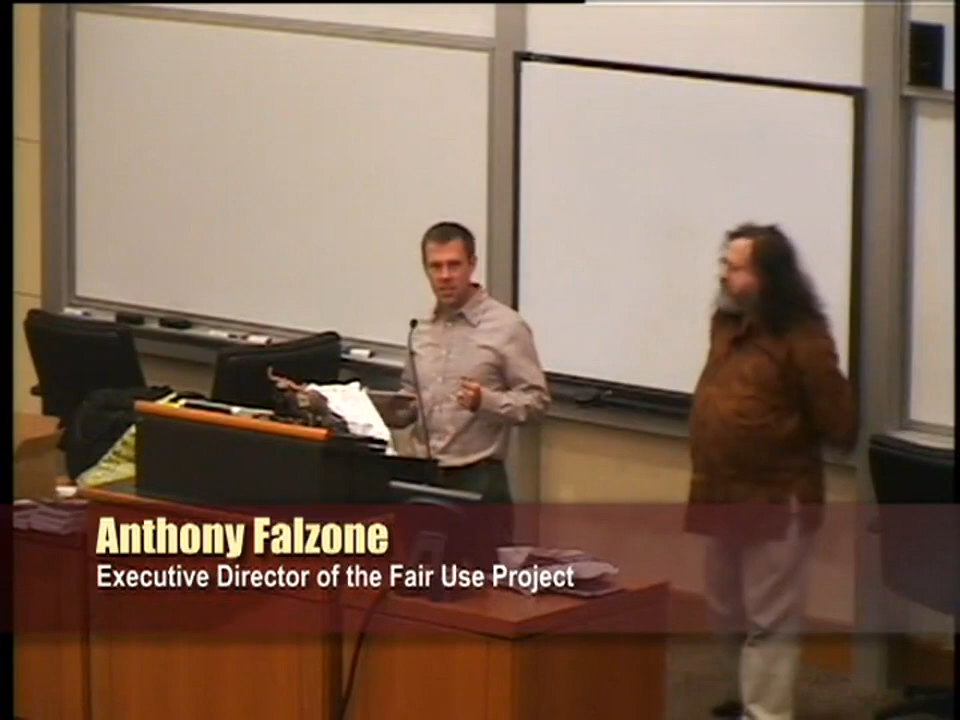 Anthony Falzone
Executive Director of the Fair Use Project